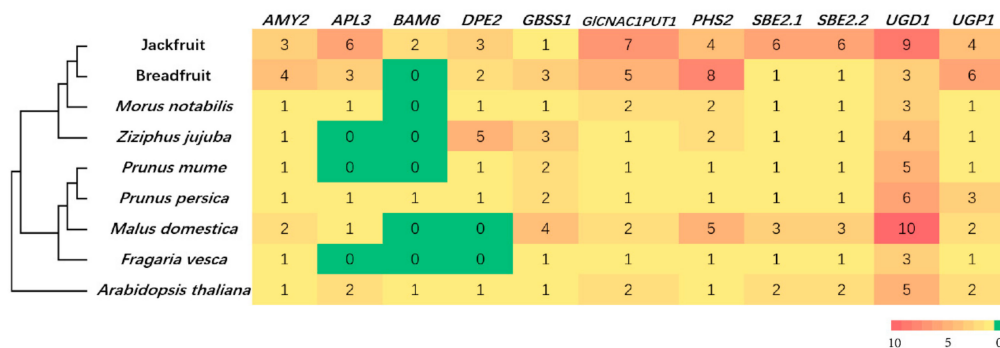 AMY2 APL3 BAM6 DPE2 GBSS1 GlCNAC1PUT1 PHS2 SBE2.1 SBE2.2 UGD1 UGP1
Jackfruit 3 6 2 3 1 7 4 6 6 9 4
Breadfruit 4 3 0 2 3 5 8 1 1 3 6
Morus notabilis 1 1 0 1 1 2 2 1 1 3 1
Ziziphus jujuba 1 0 0 5 3 1 2 1 1 4 1
Prunus mume 1 0 0 1 2 1 1 1 1 5 1
Prunus persica 1 1 1 1 2 1 1 1 1 6 3
Malus domestica 2 1 0 0 4 2 5 3 3 10 2
Fragaria vesca 1 0 0 0 1 1 1 1 1 3 1
Arabidopsis thaliana 1 2 1 1 1 2 1 2 2 5 2
10 5 0